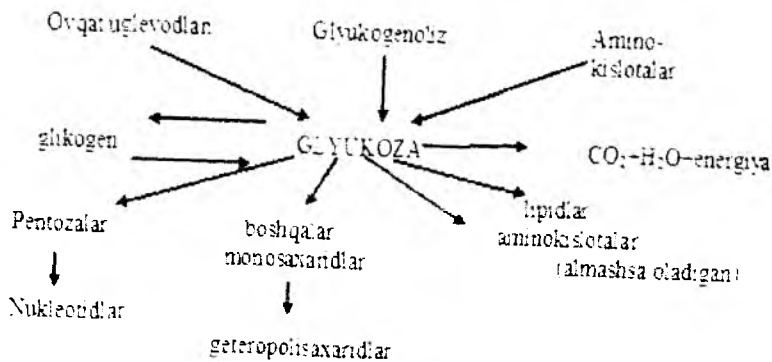 Ovqat uglevodlari
Glyukogenoliz
Amino-
kislotalar
glikogen
GLYUKOZA
CO₂+H₂O+energiya
Pentozalar
boshqalar
monosaxaridlar
lipidlar
aminokislotalar
(almashsa oladigan)
Nukleotidlar
geteropolisaxaridlar